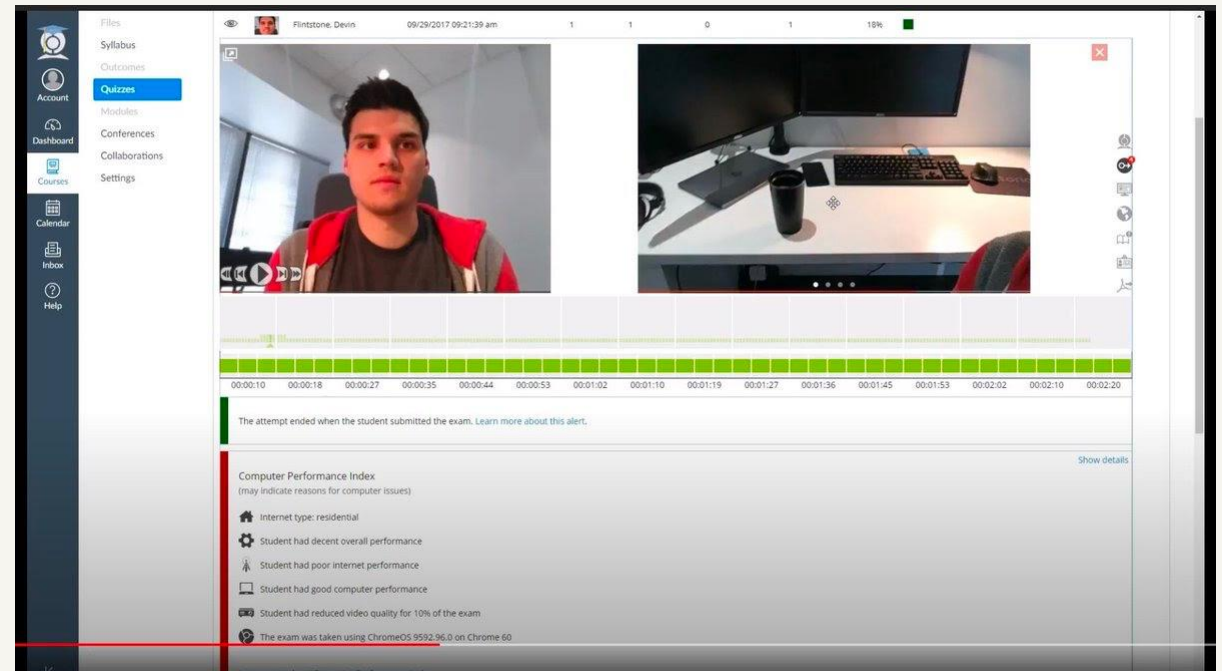 Files
Syllabus
Outcomes
Quizzes
Modules
Conferences
Collaborations
Settings
Account
Dashboard
Courses
Calendar
Inbox
Help
Flintstone, Devin 09/29/2017 09:21:39 am 1 1 0 1 18%
00:00:10 00:00:18 00:00:27 00:00:35 00:00:44 00:00:53 00:01:02 00:01:10 00:01:19 00:01:27 00:01:36 00:01:45 00:01:53 00:02:02 00:02:10 00:02:20
The attempt ended when the student submitted the exam. Learn more about this alert.
Show details
Computer Performance Index
(may indicate reasons for computer issues)
Internet type: residential
Student had decent overall performance
Student had poor internet performance
Student had good computer performance
Student had reduced video quality for 10% of the exam
The exam was taken using ChromeOS 9592.96.0 on Chrome 60